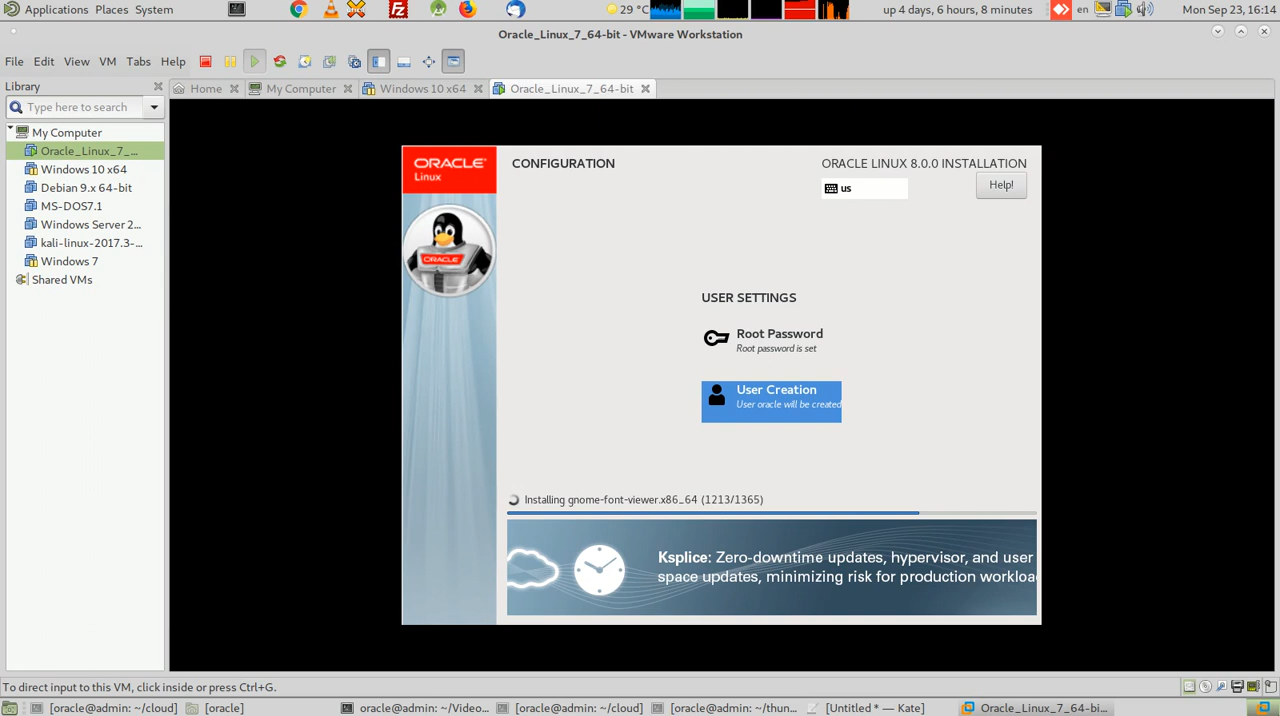 Applications Places System
29 °C
up 4 days, 6 hours, 8 minutes
en
Mon Sep 23, 16:14
Oracle_Linux_7_64-bit - VMware Workstation
File Edit View VM Tabs Help
Library
Home
My Computer
Windows 10 x64
Oracle_Linux_7_64-bit
Type here to search
My Computer
Oracle_Linux_7_...
Windows 10 x64
Debian 9.x 64-bit
MS-DOS7.1
Windows Server 2...
kali-linux-2017.3-...
Windows 7
Shared VMs
ORACLE
Linux
CONFIGURATION
ORACLE LINUX 8.0.0 INSTALLATION
us
Help!
ORACLE
USER SETTINGS
Root Password
Root password is set
User Creation
User oracle will be created
Installing gnome-font-viewer.x86_64 (1213/1365)
Ksplice: Zero-downtime updates, hypervisor, and user
space updates, minimizing risk for production workloa
To direct input to this VM, click inside or press Ctrl+G.
[oracle@admin: ~/cloud]
[oracle]
oracle@admin: ~/Video...
[oracle@admin: ~/cloud]
[oracle@admin: ~/thun...
[Untitled * — Kate]
Oracle_Linux_7_64-bi...